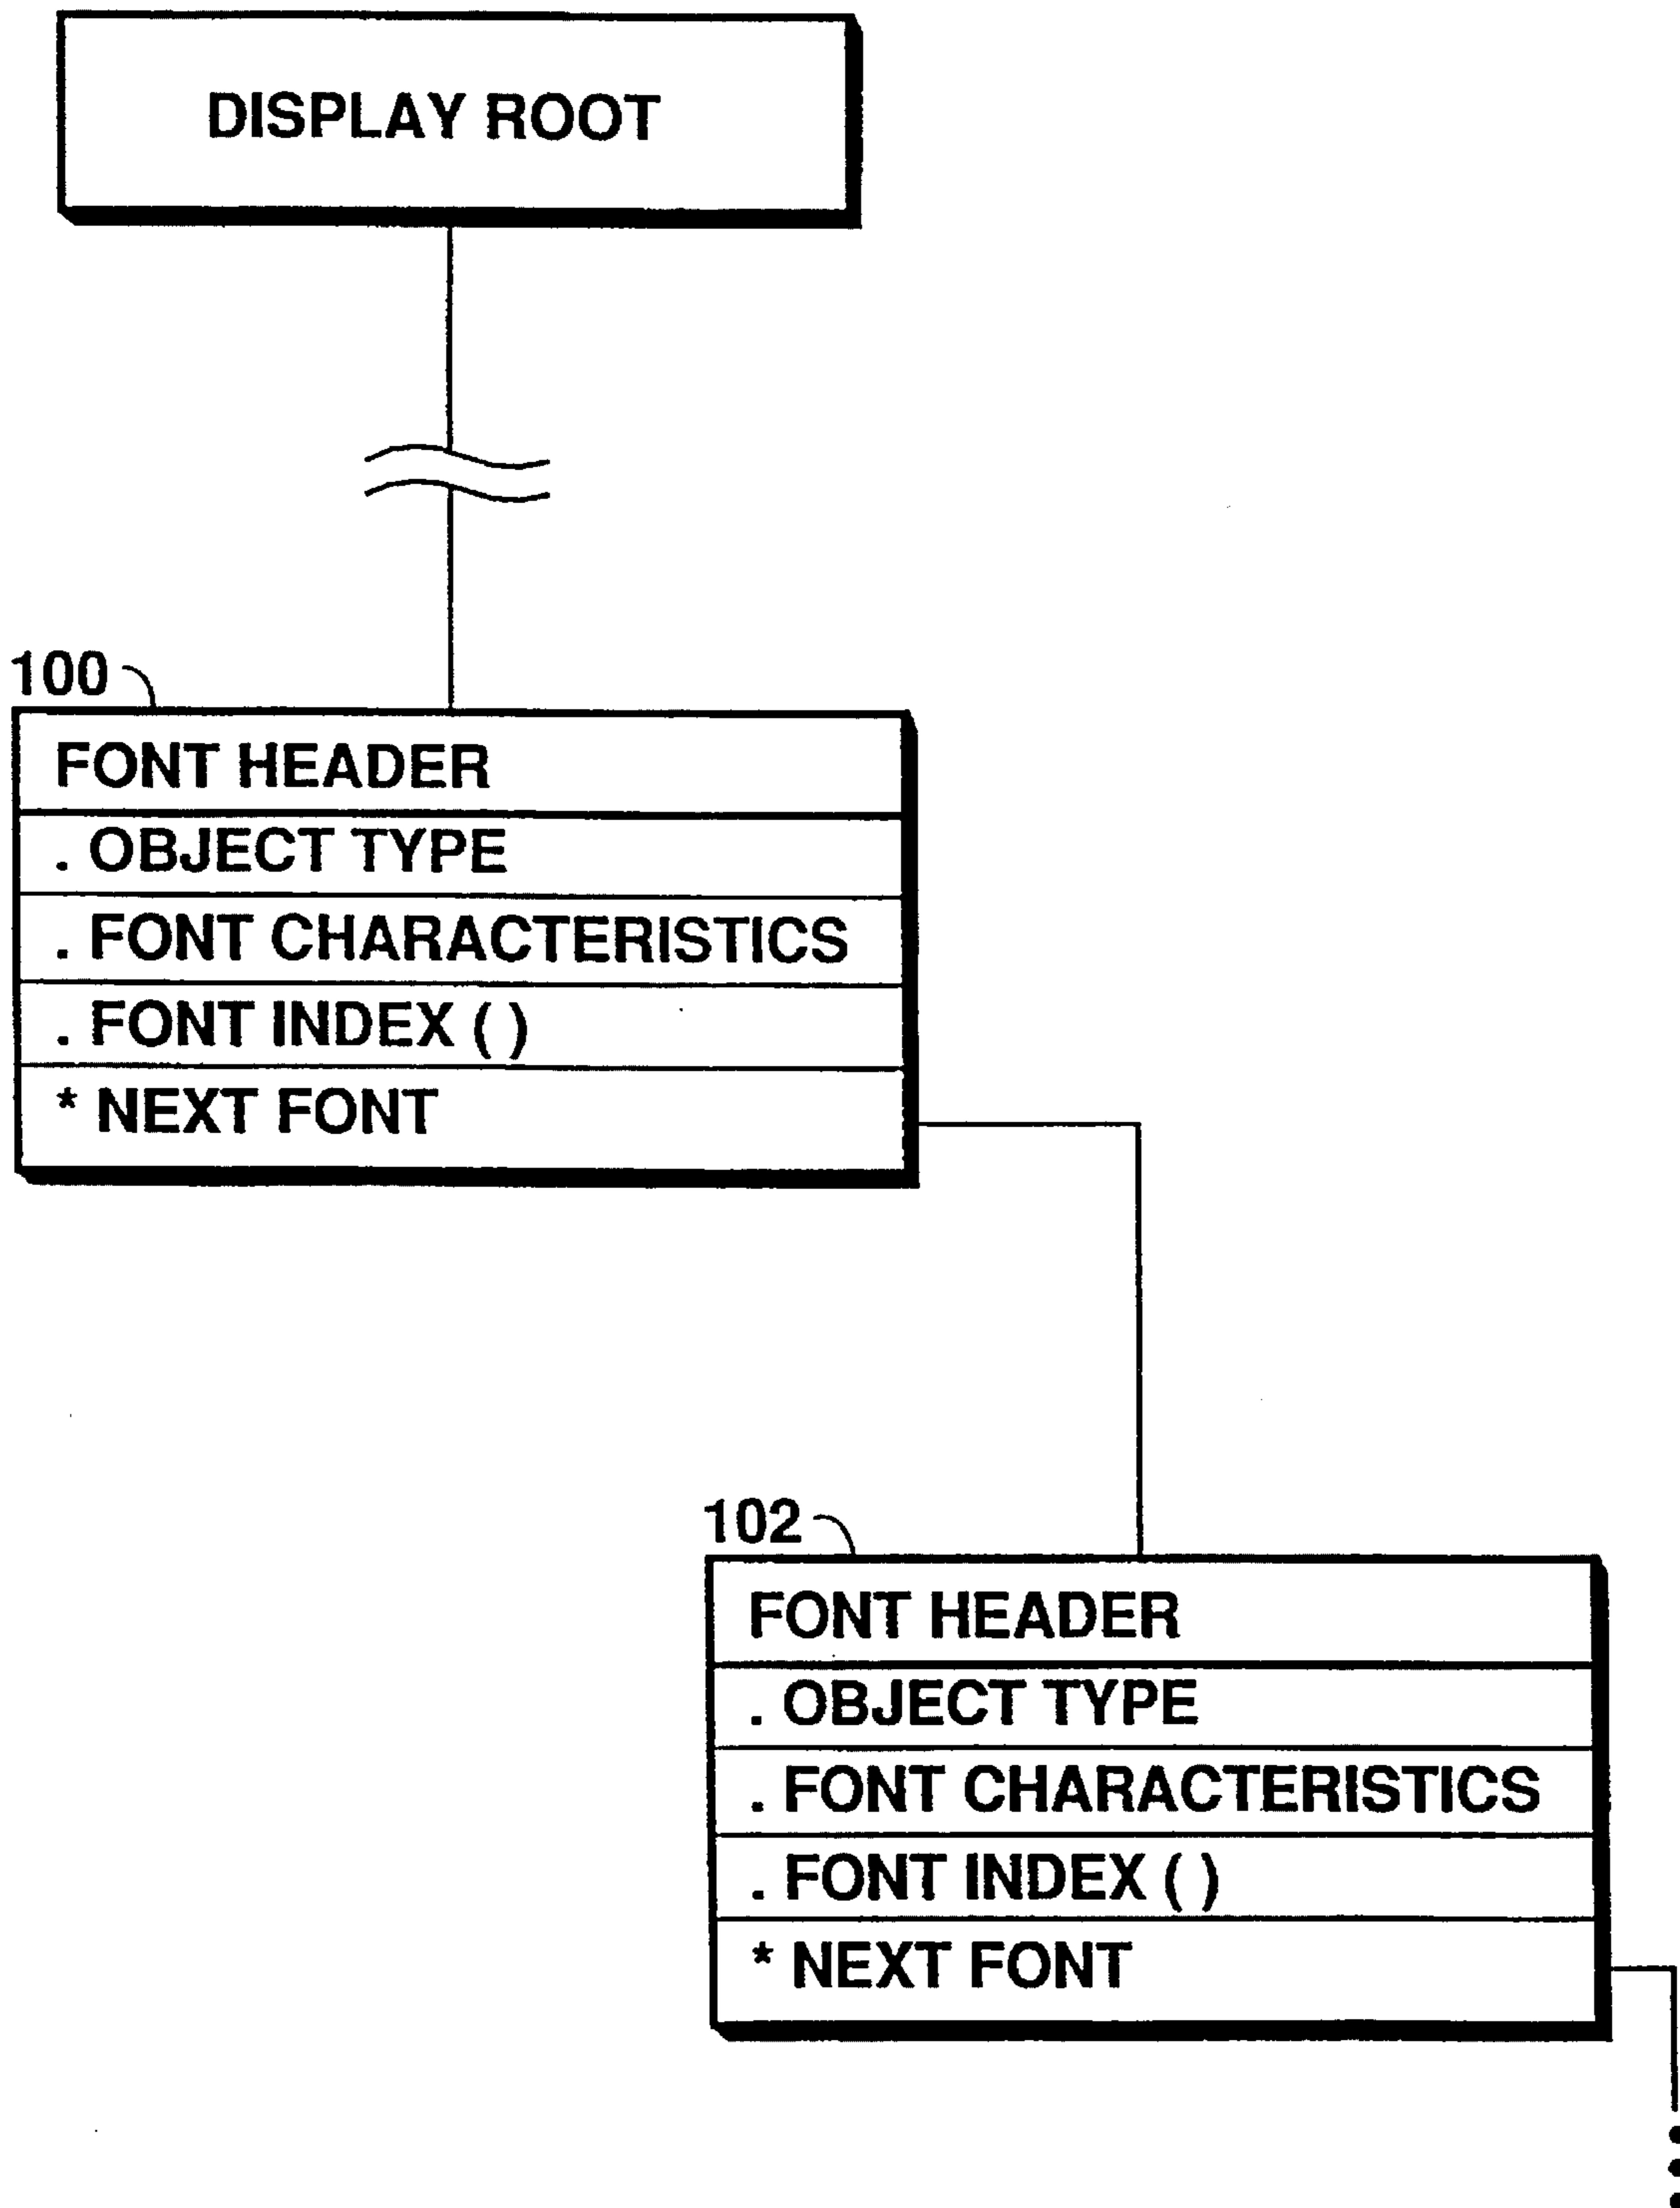 DISPLAY ROOT
100
FONT HEADER
. OBJECT TYPE
. FONT CHARACTERISTICS
. FONT INDEX ( )
* NEXT FONT
102
FONT HEADER
. OBJECT TYPE
. FONT CHARACTERISTICS
. FONT INDEX ( )
* NEXT FONT